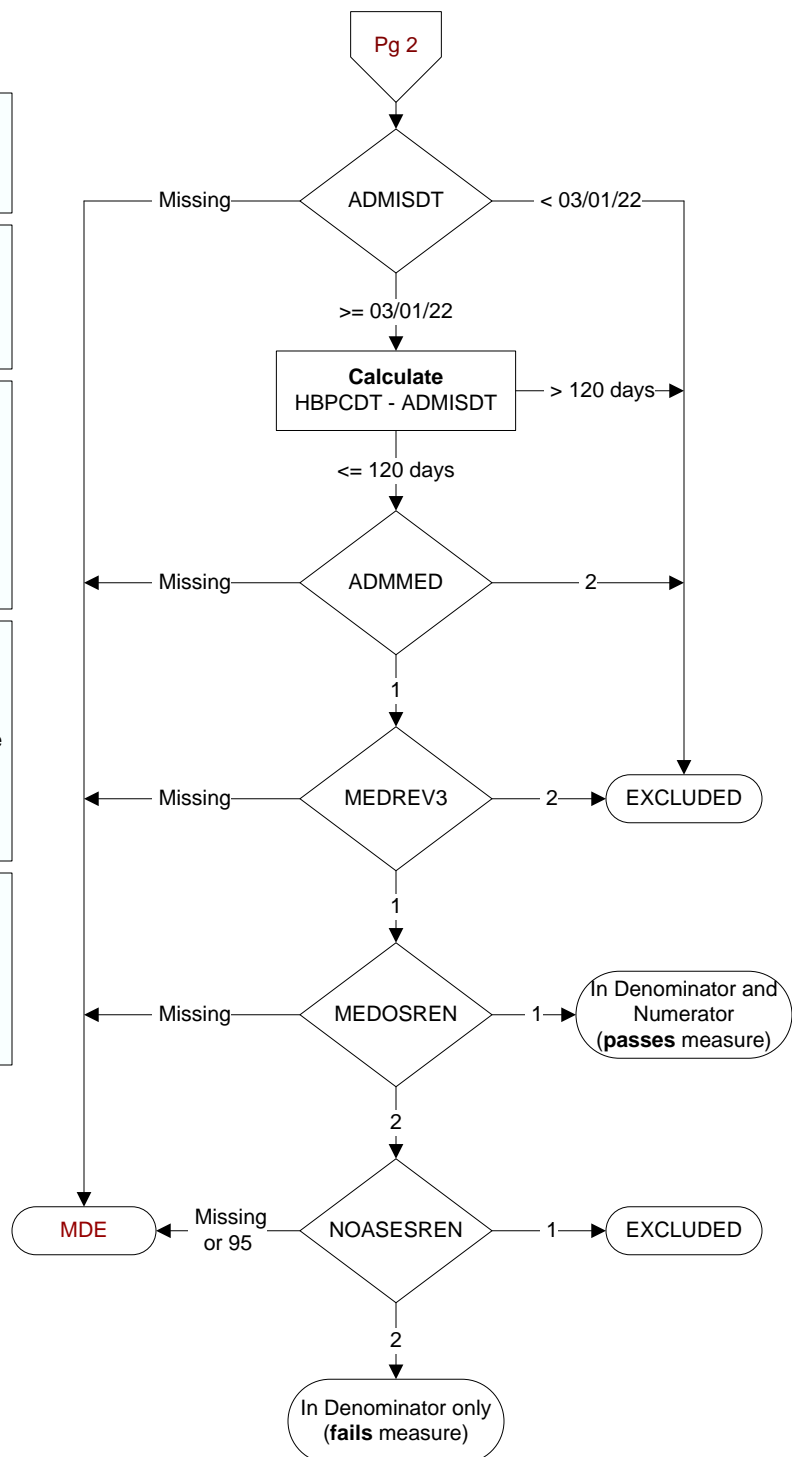 Pg 2
Missing
ADMISDT
< 03/01/22
>= 03/01/22
Calculate
HBPCDT - ADMISDT
> 120 days
<= 120 days
Missing
ADMMED
2
1
e
Missing
MEDREV3
2
EXCLUDED
1
Missing
MEDOSREN
1
In Denominator and
Numerator
(passes measure)
2
MDE
Missing
or 95
NOASESREN
1
EXCLUDED
2
In Denominator only
(fails measure)